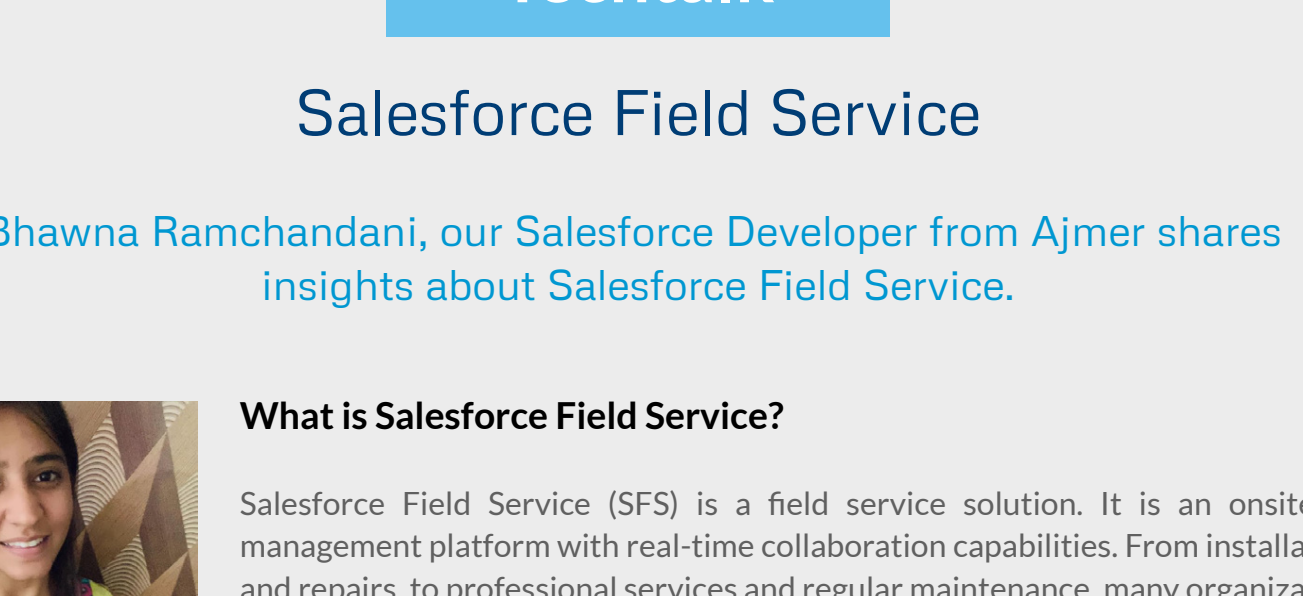 Salesforce Field Service
Bhawna Ramchandani, our Salesforce Developer from Ajmer shares
insights about Salesforce Field Service.
What is Salesforce Field Service?
Salesforce Field Service (SFS) is a field service solution. It is an onsite
management platform with real-time collaboration capabilities. From installa
and repairs, to professional services and regular maintenance, many organiza